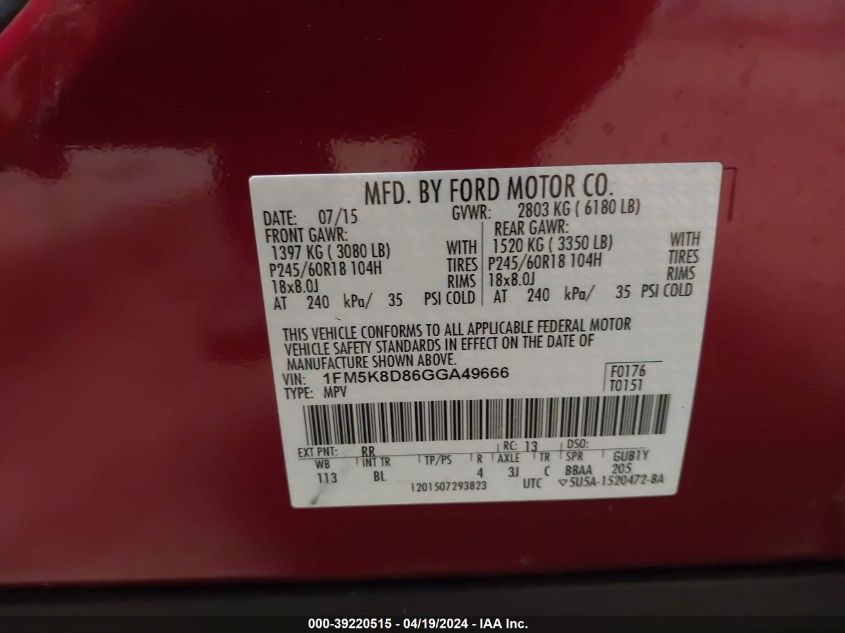 MFD. BY FORD MOTOR CO.
DATE: 07/15 GVWR: 2803 KG ( 6180 LB)
FRONT GAWR: REAR GAWR:
1397 KG ( 3080 LB) WITH 1520 KG ( 3350 LB) WITH
P245/60R18 104H TIRES P245/60R18 104H TIRES
18x8.0J RIMS 18x8.0J RIMS
AT 240 kPa/ 35 PSI COLD AT 240 kPa/ 35 PSI COLD
THIS VEHICLE CONFORMS TO ALL APPLICABLE FEDERAL MOTOR
VEHICLE SAFETY STANDARDS IN EFFECT ON THE DATE OF
MANUFACTURE SHOWN ABOVE.
VIN: 1FM5K8D86GGA49666 F0176
TYPE: MPV T0151
EXT PNT: RR RC: 13 DSO:
WB INT TR TP/PS R AXLE TR SPR GUB1Y
113 BL 4 3J C BBAA 205
1201507293823 UTC ▽5U5A-1520472-BA
000-39220515 - 04/19/2024 - IAA Inc.